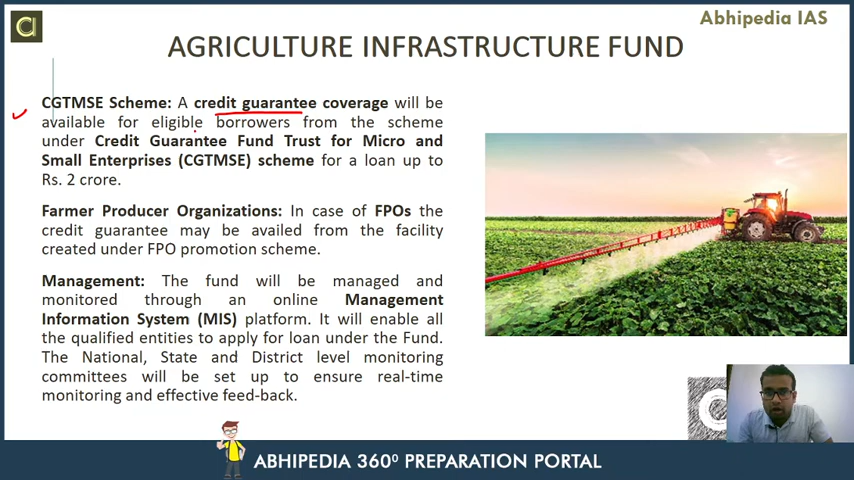 Abhipedia IAS
AGRICULTURE INFRASTRUCTURE FUND
CGTMSE Scheme: A credit guarantee coverage will be
available for eligible borrowers from the scheme
under Credit Guarantee Fund Trust for Micro and
Small Enterprises (CGTMSE) scheme for a loan up to
Rs. 2 crore.
Farmer Producer Organizations: In case of FPOs the
credit guarantee may be availed from the facility
created under FPO promotion scheme.
Management: The fund will be managed and
monitored through an online Management
Information System (MIS) platform. It will enable all
the qualified entities to apply for loan under the Fund.
The National, State and District level monitoring
committees will be set up to ensure real-time
monitoring and effective feed-back.
ABHIPEDIA 360⁰ PREPARATION PORTAL